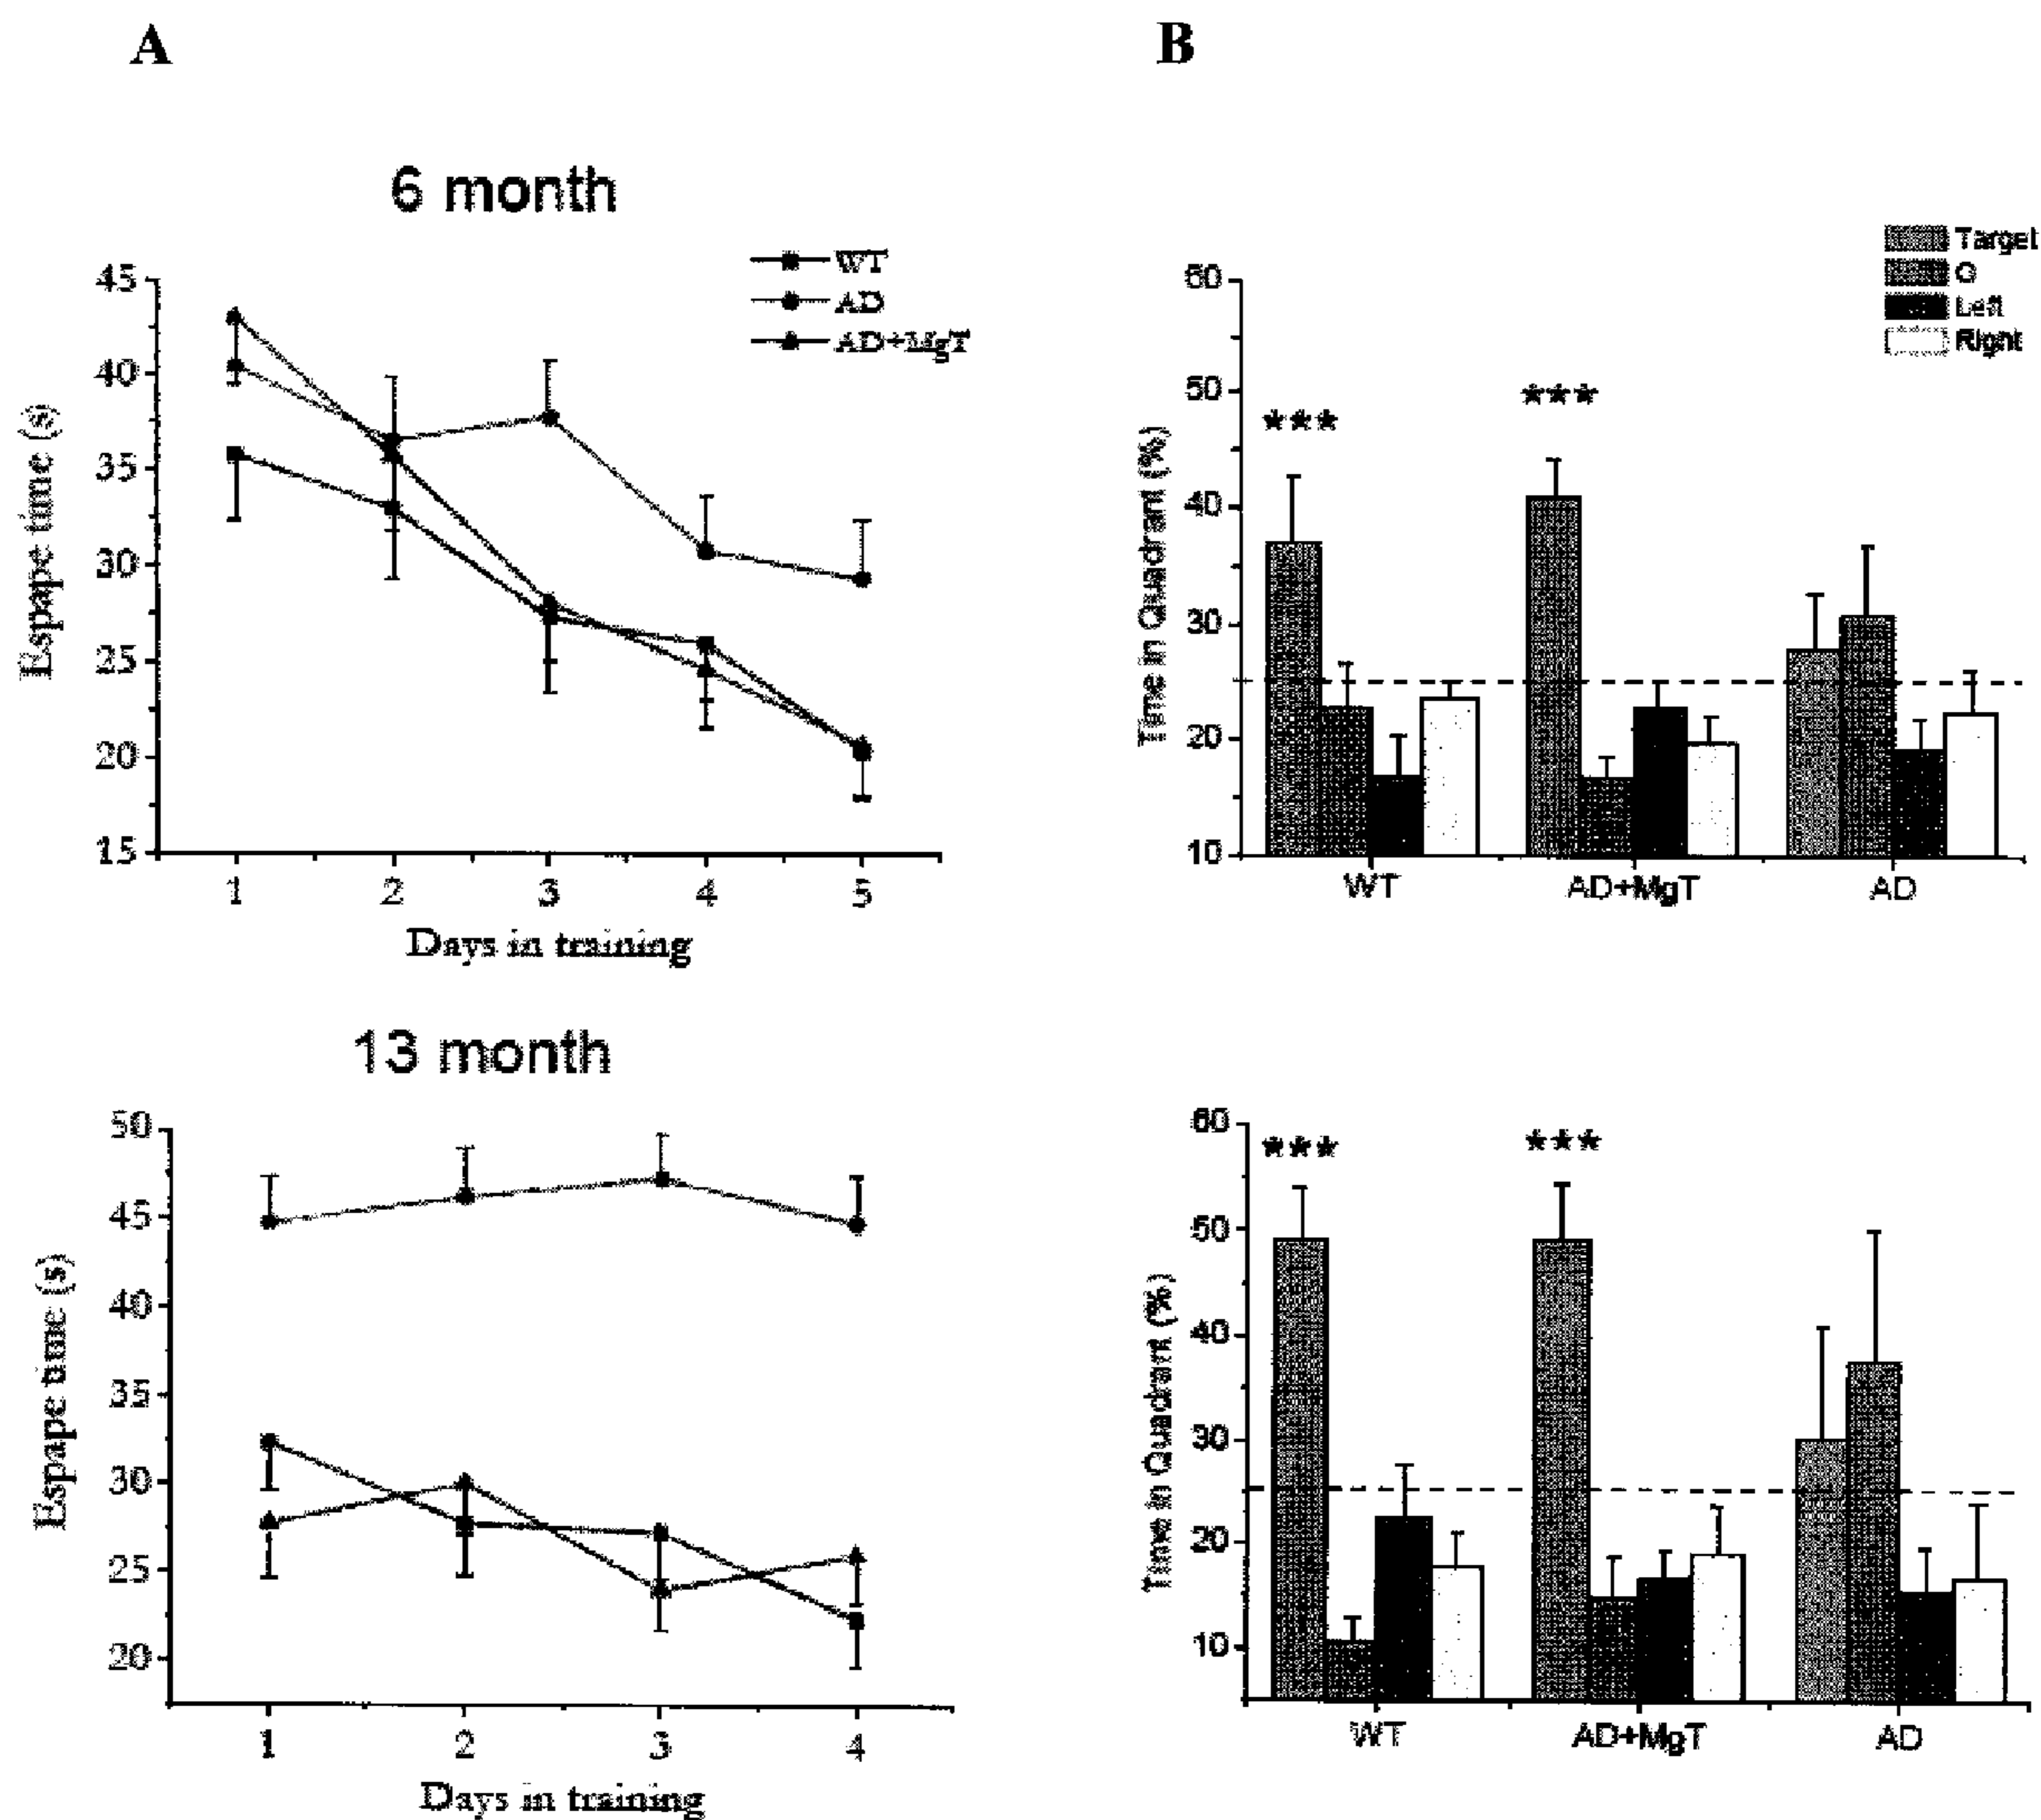 A
B
6 month
WT
AD
AD+MgT
45
40
35
30
25
20
15
Espape time (s)
1 2 3 4 5
Days in training
Target
O
Left
Right
60
50
40
30
20
10
Time in Quadrant (%)
*** ***
WT AD+MgT AD
13 month
50
45
40
35
30
25
20
Espape time (s)
1 2 3 4
Days in training
60
50
40
30
20
10
Time in Quadrant (%)
*** ***
WT AD+MgT AD